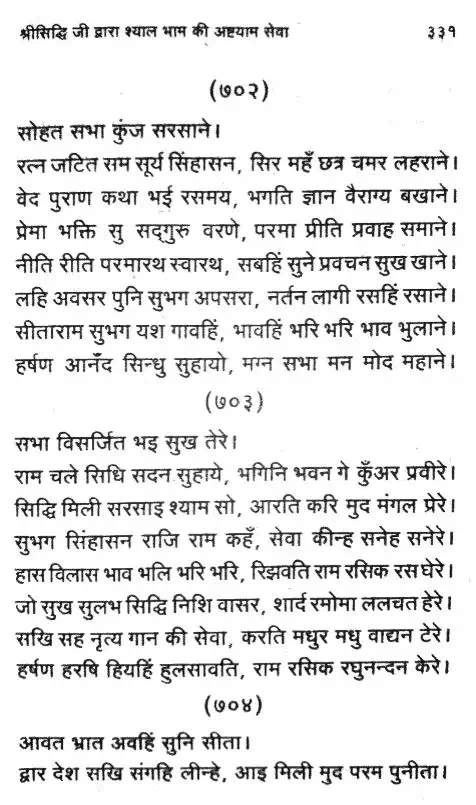 श्रीसिद्धि जी द्वारा श्याल भाम की अष्टयाम सेवा ३३१
(७०२)
सोहत सभा कुंज सरसाने।
रत्न जटित सम सूर्य सिंहासन, सिर महँ छत्र चमर लहराने।
वेद पुराण कथा भई रसमय, भगति ज्ञान वैराग्य बखाने।
प्रेमा भक्ति सु सद्गुरु वरणे, परमा प्रीति प्रवाह समाने।
नीति रीति परमारथ स्वारथ, सबहिं सुने प्रवचन सुख खाने।
लहि अवसर पुनि सुभग अपसरा, नर्तन लागी रसहिं रसाने।
सीताराम सुभग यश गावहिं, भावहिं भरि भरि भाव भुलाने।
हर्षण आनँद सिन्धु सुहायो, मग्न सभा मन मोद महाने।
(७०३)
सभा विसर्जित भइ सुख तेरे।
राम चले सिधि सदन सुहाये, भगिनि भवन गे कुँअर प्रवीरे।
सिद्धि मिली सरसाइ श्याम सो, आरति करि मुद मंगल प्रेरे।
सुभग सिंहासन राजि राम कहँ, सेवा कीन्ह सनेह सनेरे।
हास विलास भाव भलि भरि भरि, रिझवति राम रसिक रस घेरे।
जो सुख सुलभ सिद्धि निशि वासर, शार्द रमोमा ललचत हेरे।
सखि सह नृत्य गान की सेवा, करति मधुर मधु वाद्यन टेरे।
हर्षण हरषि हियहिं हुलसावति, राम रसिक रघुनन्दन केरे।
(७०४)
आवत भ्रात अवहिं सुनि सीता।
द्वार देश सखि संगहि लीन्हे, आइ मिली मुद परम पुनीता।